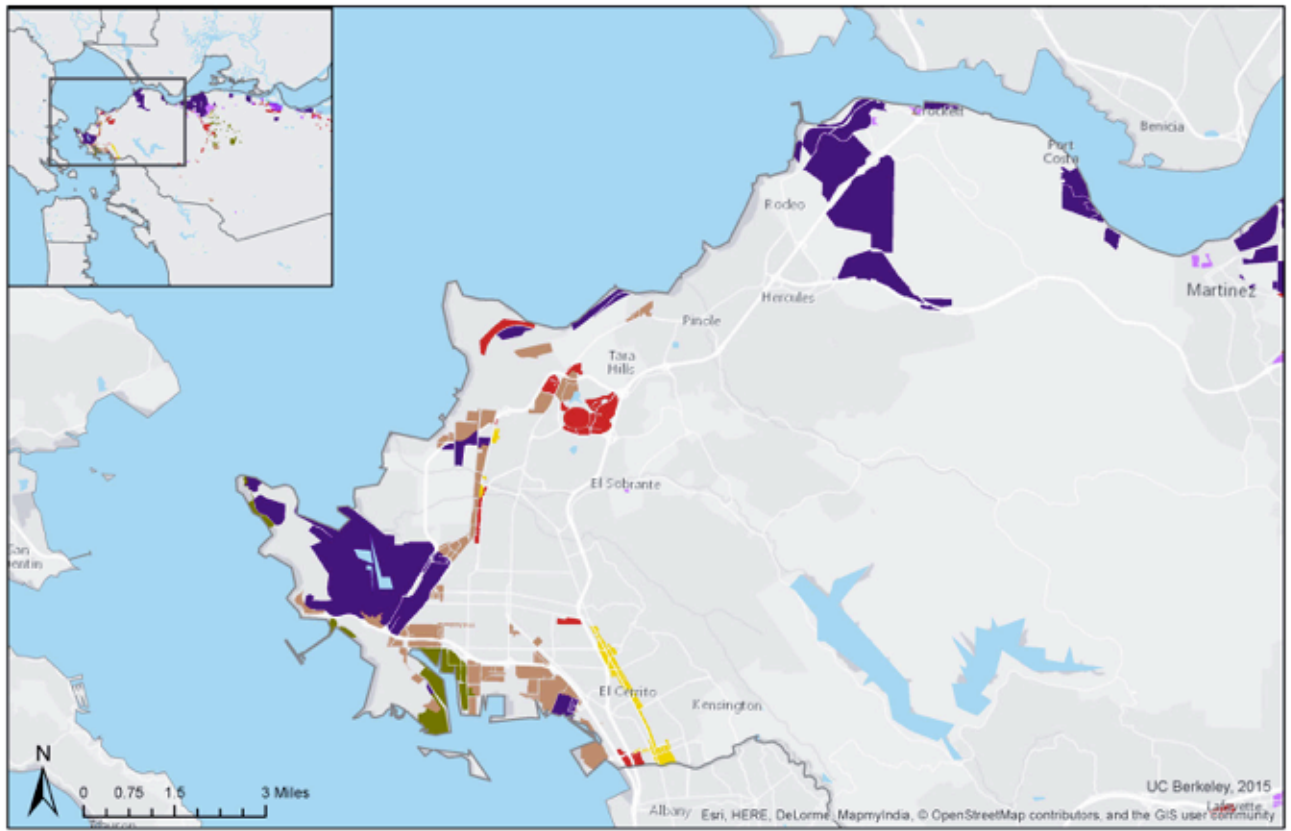 Benicia
Crockett
Port
Costa
Rodeo
Martinez
Hercules
Pinole
Tara
Hills
El Sobrante
San
entin
El Cerrito
Kensington
N
0 0.75 1.5 3 Miles
UC Berkeley, 2015
Lafayette
Albany
Esri, HERE, DeLorme, MapmyIndia, © OpenStreetMap contributors, and the GIS user community
Tiburon